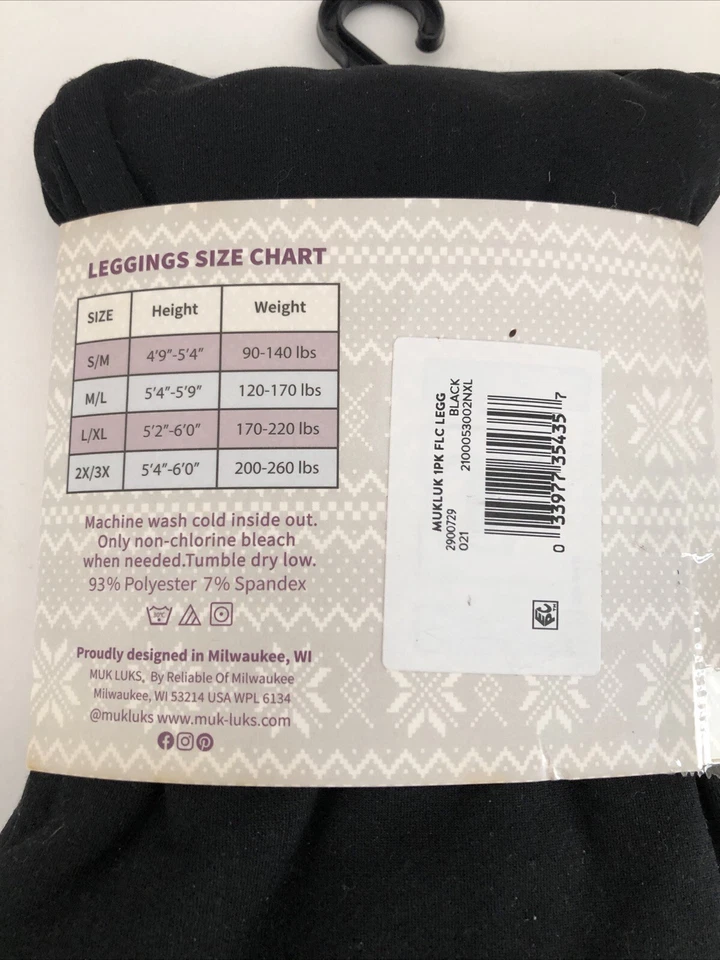 LEGGINGS SIZE CHART
SIZE Height Weight
S/M 4'9"-5'4" 90-140 lbs
M/L 5'4"-5'9" 120-170 lbs
L/XL 5'2"-6'0" 170-220 lbs
2X/3X 5'4"-6'0" 200-260 lbs
Machine wash cold inside out.
Only non-chlorine bleach
when needed.Tumble dry low.
93% Polyester 7% Spandex
30°C
Proudly designed in Milwaukee, WI
MUK LUKS, By Reliable Of Milwaukee
Milwaukee, WI 53214 USA WPL 6134
@mukluks www.muk-luks.com
MUKLUK 1PK FLC LEGG
BLACK
2900729 2100053002NXL
021
0 33977 35435 7